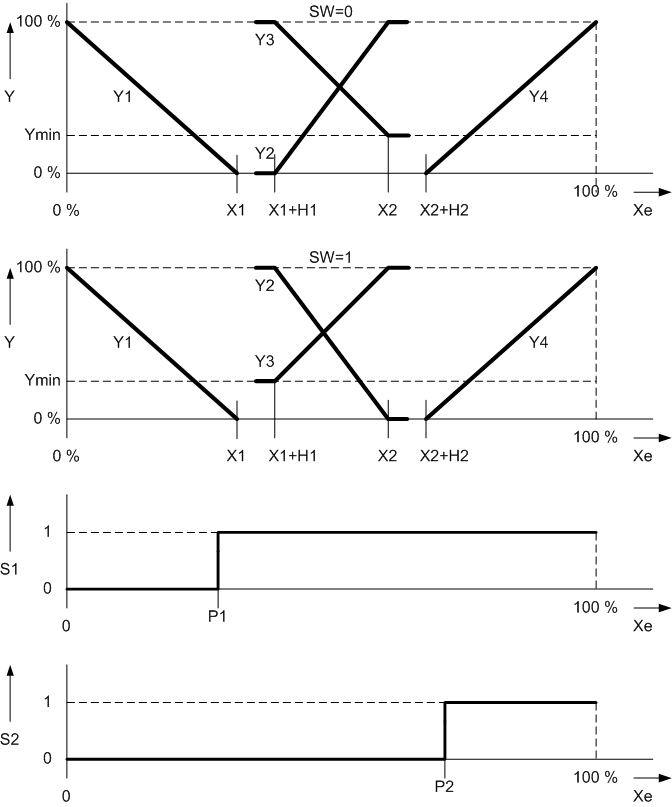 SW=0
100 %
Y3
Y
Y1
Y4
Ymin
Y2
0 %
100 %
0 %
X1
X1+H1
X2
X2+H2
Xe
SW=1
100 %
Y2
Y
Y1
Y4
Y3
Ymin
0 %
100 %
0 %
X1
X1+H1
X2
X2+H2
Xe
1
S1
0
P1
100 %
0
Xe
1
S2
0
100 %
P2
0
Xe